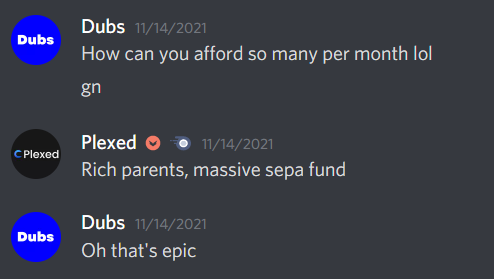 Dubs
Dubs 11/14/2021
How can you afford so many per month lol
gn
Plexed
Plexed 11/14/2021
Rich parents, massive sepa fund
Dubs
Dubs 11/14/2021
Oh that's epic